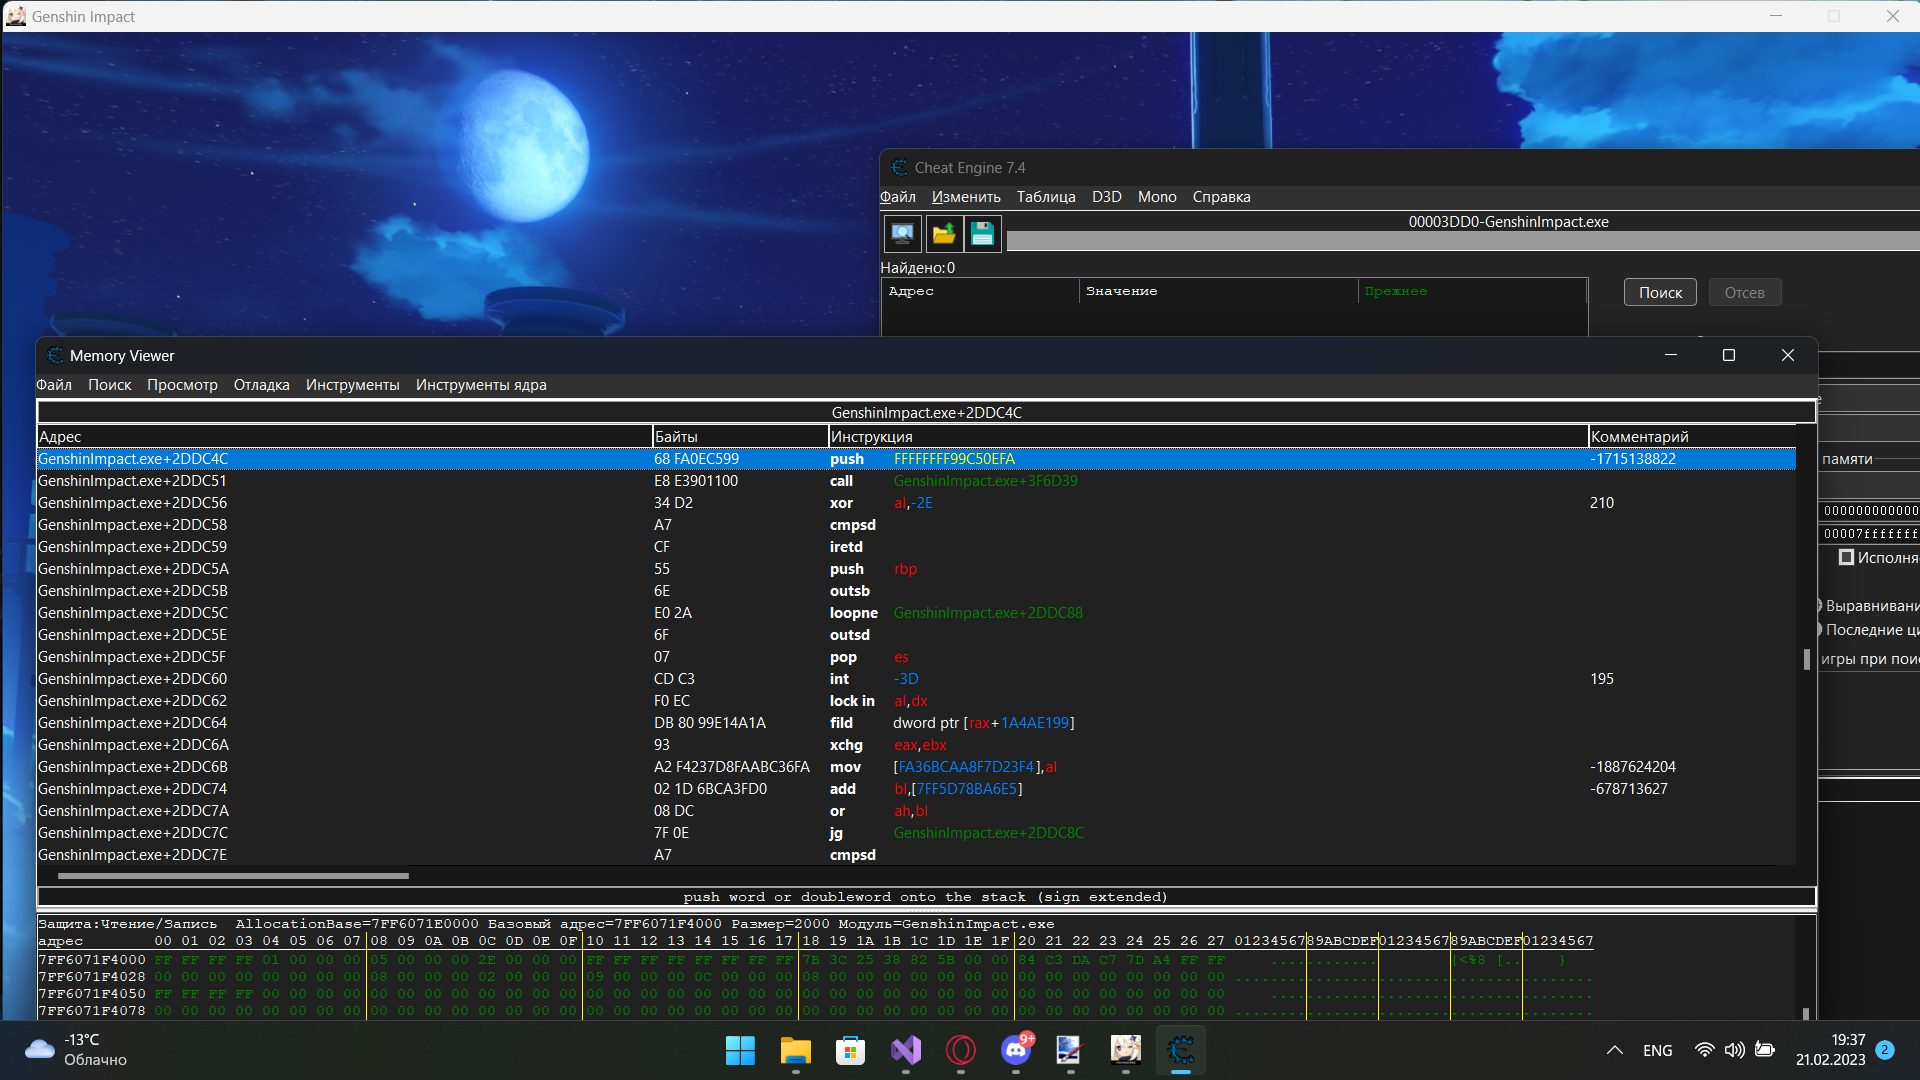 Genshin Impact
Cheat Engine 7.4
Файл Изменить Таблица D3D Mono Справка
00003DD0-GenshinImpact.exe
Найдено:0
Адрес Значение Прежнее
Поиск Отсев
Memory Viewer
Файл Поиск Просмотр Отладка Инструменты Инструменты ядра
GenshinImpact.exe+2DDC4C
Адрес Байты Инструкция Комментарий
GenshinImpact.exe+2DDC4C 68 FA0EC599 push FFFFFFFF99C50EFA -1715138822
GenshinImpact.exe+2DDC51 E8 E3901100 call GenshinImpact.exe+3F6D39
GenshinImpact.exe+2DDC56 34 D2 xor al,-2E 210
GenshinImpact.exe+2DDC58 A7 cmpsd
GenshinImpact.exe+2DDC59 CF iretd
GenshinImpact.exe+2DDC5A 55 push rbp
GenshinImpact.exe+2DDC5B 6E outsb
GenshinImpact.exe+2DDC5C E0 2A loopne GenshinImpact.exe+2DDC88
GenshinImpact.exe+2DDC5E 6F outsd
GenshinImpact.exe+2DDC5F 07 pop es
GenshinImpact.exe+2DDC60 CD C3 int -3D 195
GenshinImpact.exe+2DDC62 F0 EC lock in al,dx
GenshinImpact.exe+2DDC64 DB 80 99E14A1A fild dword ptr [rax+1A4AE199]
GenshinImpact.exe+2DDC6A 93 xchg eax,ebx
GenshinImpact.exe+2DDC6B A2 F4237D8FAABC36FA mov [FA36BCAA8F7D23F4],al -1887624204
GenshinImpact.exe+2DDC74 02 1D 6BCA3FD0 add bl,[7FF5D78BA6E5] -678713627
GenshinImpact.exe+2DDC7A 08 DC or ah,bl
GenshinImpact.exe+2DDC7C 7F 0E jg GenshinImpact.exe+2DDC8C
GenshinImpact.exe+2DDC7E A7 cmpsd
памяти
000000000000
00007fffffff
Исполня
Выравнивани
Последние ци
игры при пои
push word or doubleword onto the stack (sign extended)
Защита:Чтение/Запись AllocationBase=7FF6071E0000 Базовый адрес=7FF6071F4000 Размер=2000 Модуль=GenshinImpact.exe
адрес 00 01 02 03 04 05 06 07 08 09 0A 0B 0C 0D 0E 0F 10 11 12 13 14 15 16 17 18 19 1A 1B 1C 1D 1E 1F 20 21 22 23 24 25 26 27 0123456789ABCDEF0123456789ABCDEF01234567
7FF6071F4000 FF FF FF FF 01 00 00 00 05 00 00 00 2E 00 00 00 FF FF FF FF FF FF FF FF 7B 3C 25 38 82 5B 00 00 84 C3 DA C7 7D A4 FF FF ............ {<%8 [.. }
7FF6071F4028 00 00 00 00 00 00 00 00 08 00 00 00 02 00 00 00 09 00 00 00 0C 00 00 00 08 00 00 00 00 00 00 00 00 00 00 00 00 00 00 00 ........................................
7FF6071F4050 FF FF FF FF 00 00 00 00 00 00 00 00 00 00 00 00 00 00 00 00 00 00 00 00 00 00 00 00 00 00 00 00 00 00 00 00 00 00 00 00 ....................................
7FF6071F4078 00 00 00 00 00 00 00 00 00 00 00 00 00 00 00 00 00 00 00 00 00 00 00 00 00 00 00 00 00 00 00 00 00 00 00 00 00 00 00 00 ........................................
-13°C
Облачно
9+
ENG
19:37
21.02.2023
2